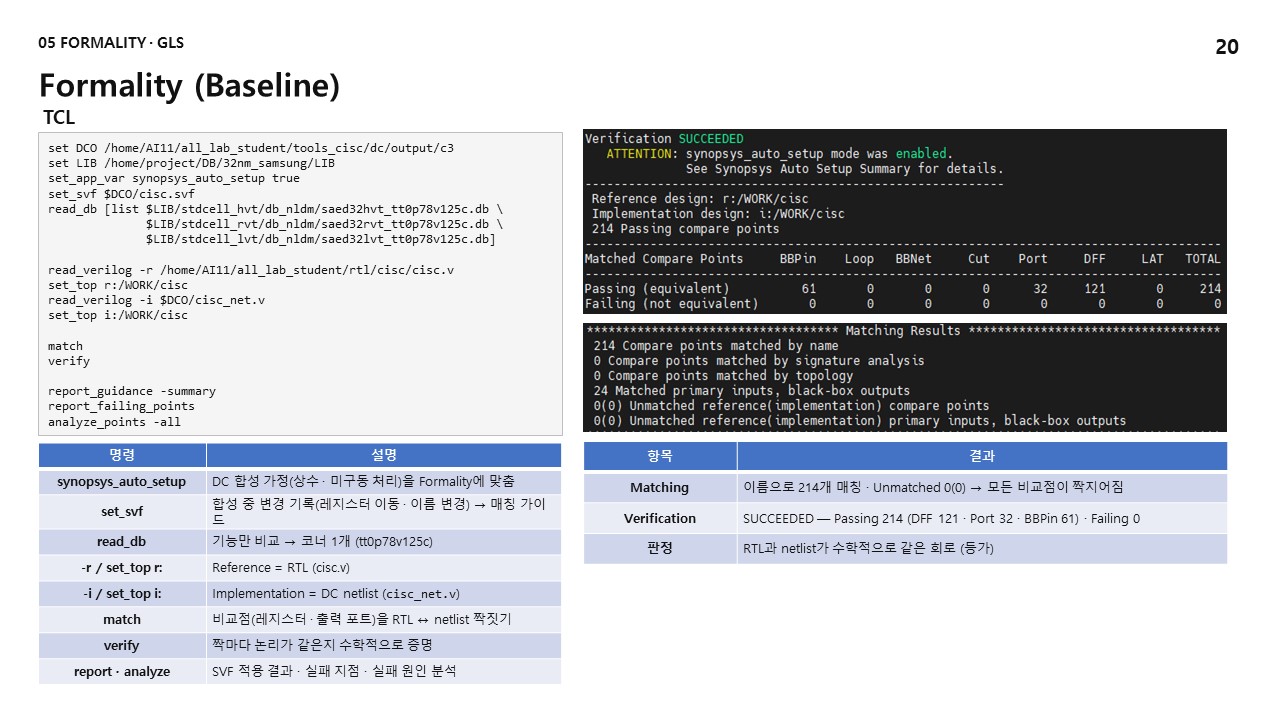 05 FORMALITY · GLS
20
Formality (Baseline)
TCL
set DCO /home/AI11/all_lab_student/tools_cisc/dc/output/c3
set LIB /home/project/DB/32nm_samsung/LIB
set_app_var synopsys_auto_setup true
set_svf $DCO/cisc.svf
read_db [list $LIB/stdcell_hvt/db_nldm/saed32hvt_tt0p78v125c.db \
$LIB/stdcell_rvt/db_nldm/saed32rvt_tt0p78v125c.db \
$LIB/stdcell_lvt/db_nldm/saed32lvt_tt0p78v125c.db]
read_verilog -r /home/AI11/all_lab_student/rtl/cisc/cisc.v
set_top r:/WORK/cisc
read_verilog -i $DCO/cisc_net.v
set_top i:/WORK/cisc
match
verify
report_guidance -summary
report_failing_points
analyze_points -all
명령 설명
synopsys_auto_setup DC 합성 가정(상수 · 미구동 처리)을 Formality에 맞춤
set_svf 합성 중 변경 기록(레지스터 이동 · 이름 변경) → 매칭 가이
드
read_db 기능만 비교 → 코너 1개 (tt0p78v125c)
-r / set_top r: Reference = RTL (cisc.v)
-i / set_top i: Implementation = DC netlist (cisc_net.v)
match 비교점(레지스터 · 출력 포트)을 RTL ↔ netlist 짝짓기
verify 짝마다 논리가 같은지 수학적으로 증명
report · analyze SVF 적용 결과 · 실패 지점 · 실패 원인 분석
Verification SUCCEEDED
ATTENTION: synopsys_auto_setup mode was enabled.
See Synopsys Auto Setup Summary for details.
----------------------------------------------------------
Reference design: r:/WORK/cisc
Implementation design: i:/WORK/cisc
214 Passing compare points
----------------------------------------------------------------------------------------
Matched Compare Points BBPin Loop BBNet Cut Port DFF LAT TOTAL
----------------------------------------------------------------------------------------
Passing (equivalent) 61 0 0 0 32 121 0 214
Failing (not equivalent) 0 0 0 0 0 0 0 0
*********************************** Matching Results ***********************************
214 Compare points matched by name
0 Compare points matched by signature analysis
0 Compare points matched by topology
24 Matched primary inputs, black-box outputs
0(0) Unmatched reference(implementation) compare points
0(0) Unmatched reference(implementation) primary inputs, black-box outputs
항목 결과
Matching 이름으로 214개 매칭 · Unmatched 0(0) → 모든 비교점이 짝지어짐
Verification SUCCEEDED — Passing 214 (DFF 121 · Port 32 · BBPin 61) · Failing 0
판정 RTL과 netlist가 수학적으로 같은 회로 (등가)